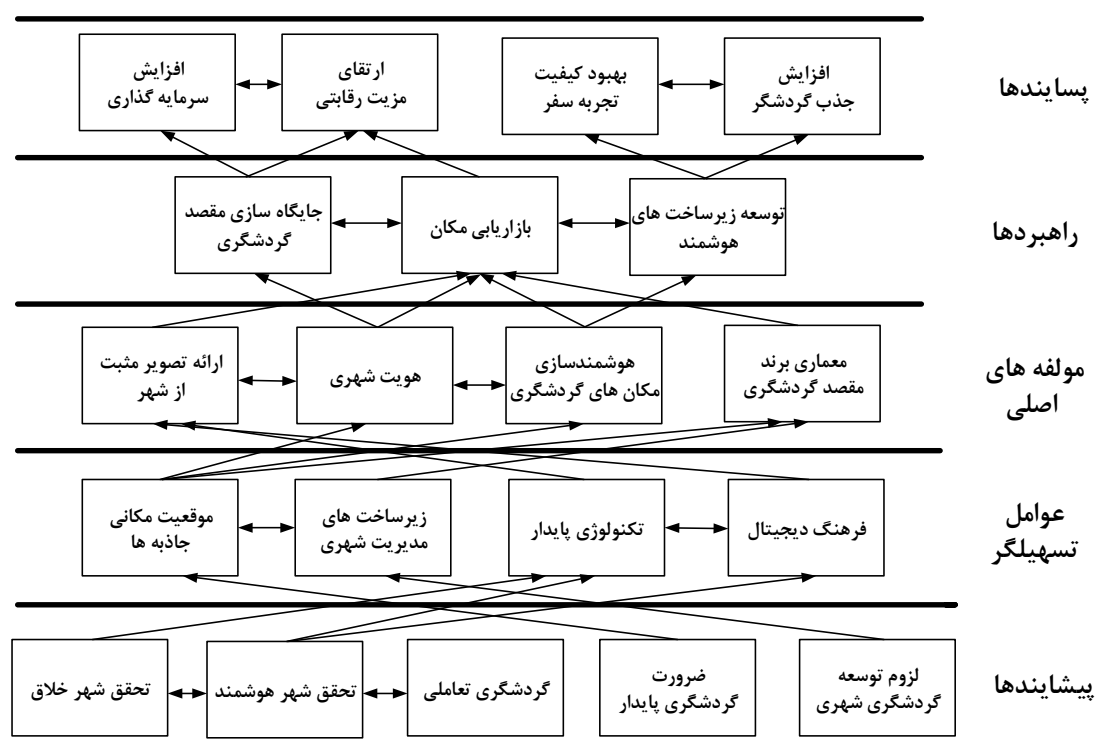 پسایندها
افزایش
جذب گردشگر
بهبود کیفیت
تجربه سفر
ارتقای
مزیت رقابتی
افزایش
سرمایه گذاری
راهبردها
توسعه زیرساخت های
هوشمند
بازاریابی مکان
جایگاه سازی مقصد
گردشگری
مولفه های
اصلی
معماری برند
مقصد گردشگری
هوشمندسازی
مکان های گردشگری
هویت شهری
ارائه تصویر مثبت
از شهر
عوامل
تسهیلگر
فرهنگ دیجیتال
تکنولوژی پایدار
زیرساخت های
مدیریت شهری
موقعیت مکانی
جاذبه ها
پیشایندها
لزوم توسعه
گردشگری شهری
ضرورت
گردشگری پایدار
گردشگری تعاملی
تحقق شهر هوشمند
تحقق شهر خلاق